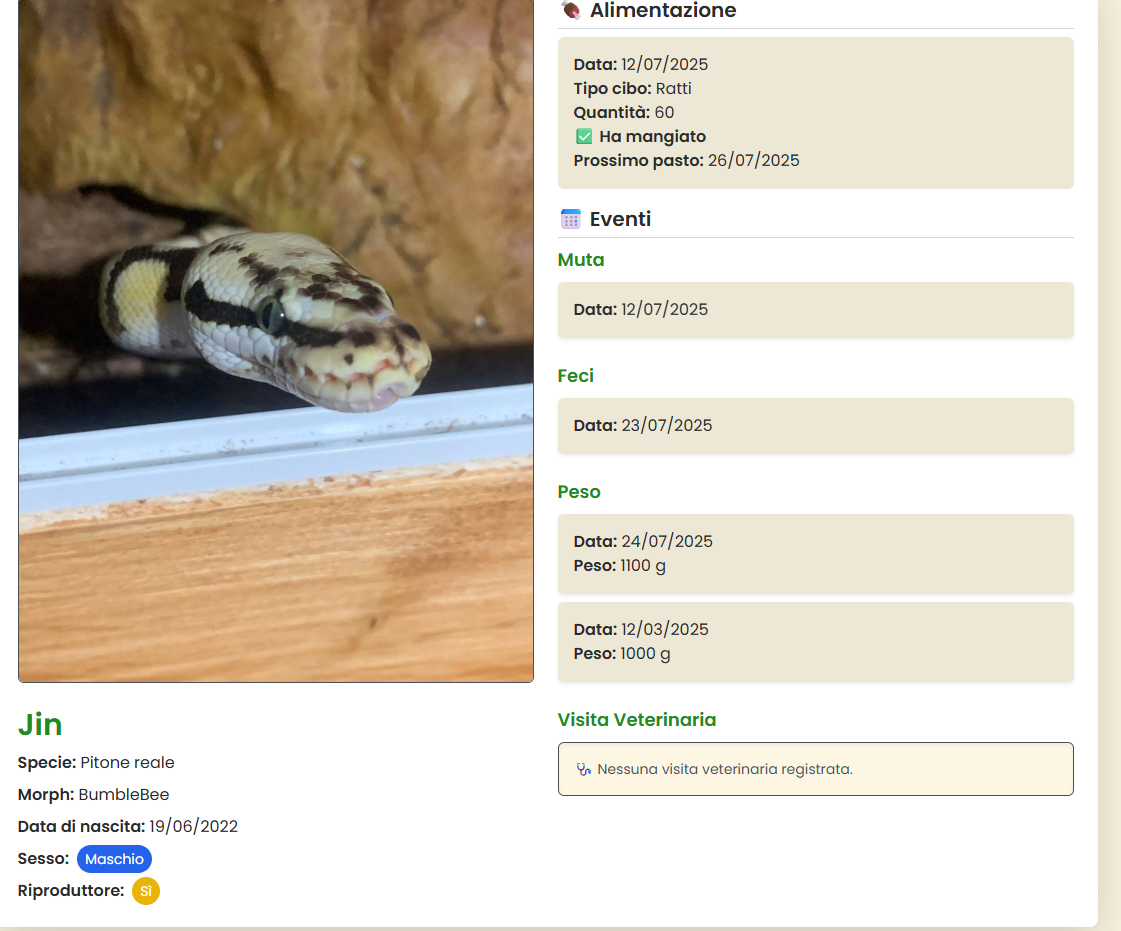 Alimentazione
Data: 12/07/2025
Tipo cibo: Ratti
Quantità: 60
Ha mangiato
Prossimo pasto: 26/07/2025
Eventi
Muta
Data: 12/07/2025
Feci
Data: 23/07/2025
Peso
Data: 24/07/2025
Peso: 1100 g
Data: 12/03/2025
Peso: 1000 g
Visita Veterinaria
Nessuna visita veterinaria registrata.
Jin
Specie: Pitone reale
Morph: BumbleBee
Data di nascita: 19/06/2022
Sesso: Maschio
Riproduttore: Sì